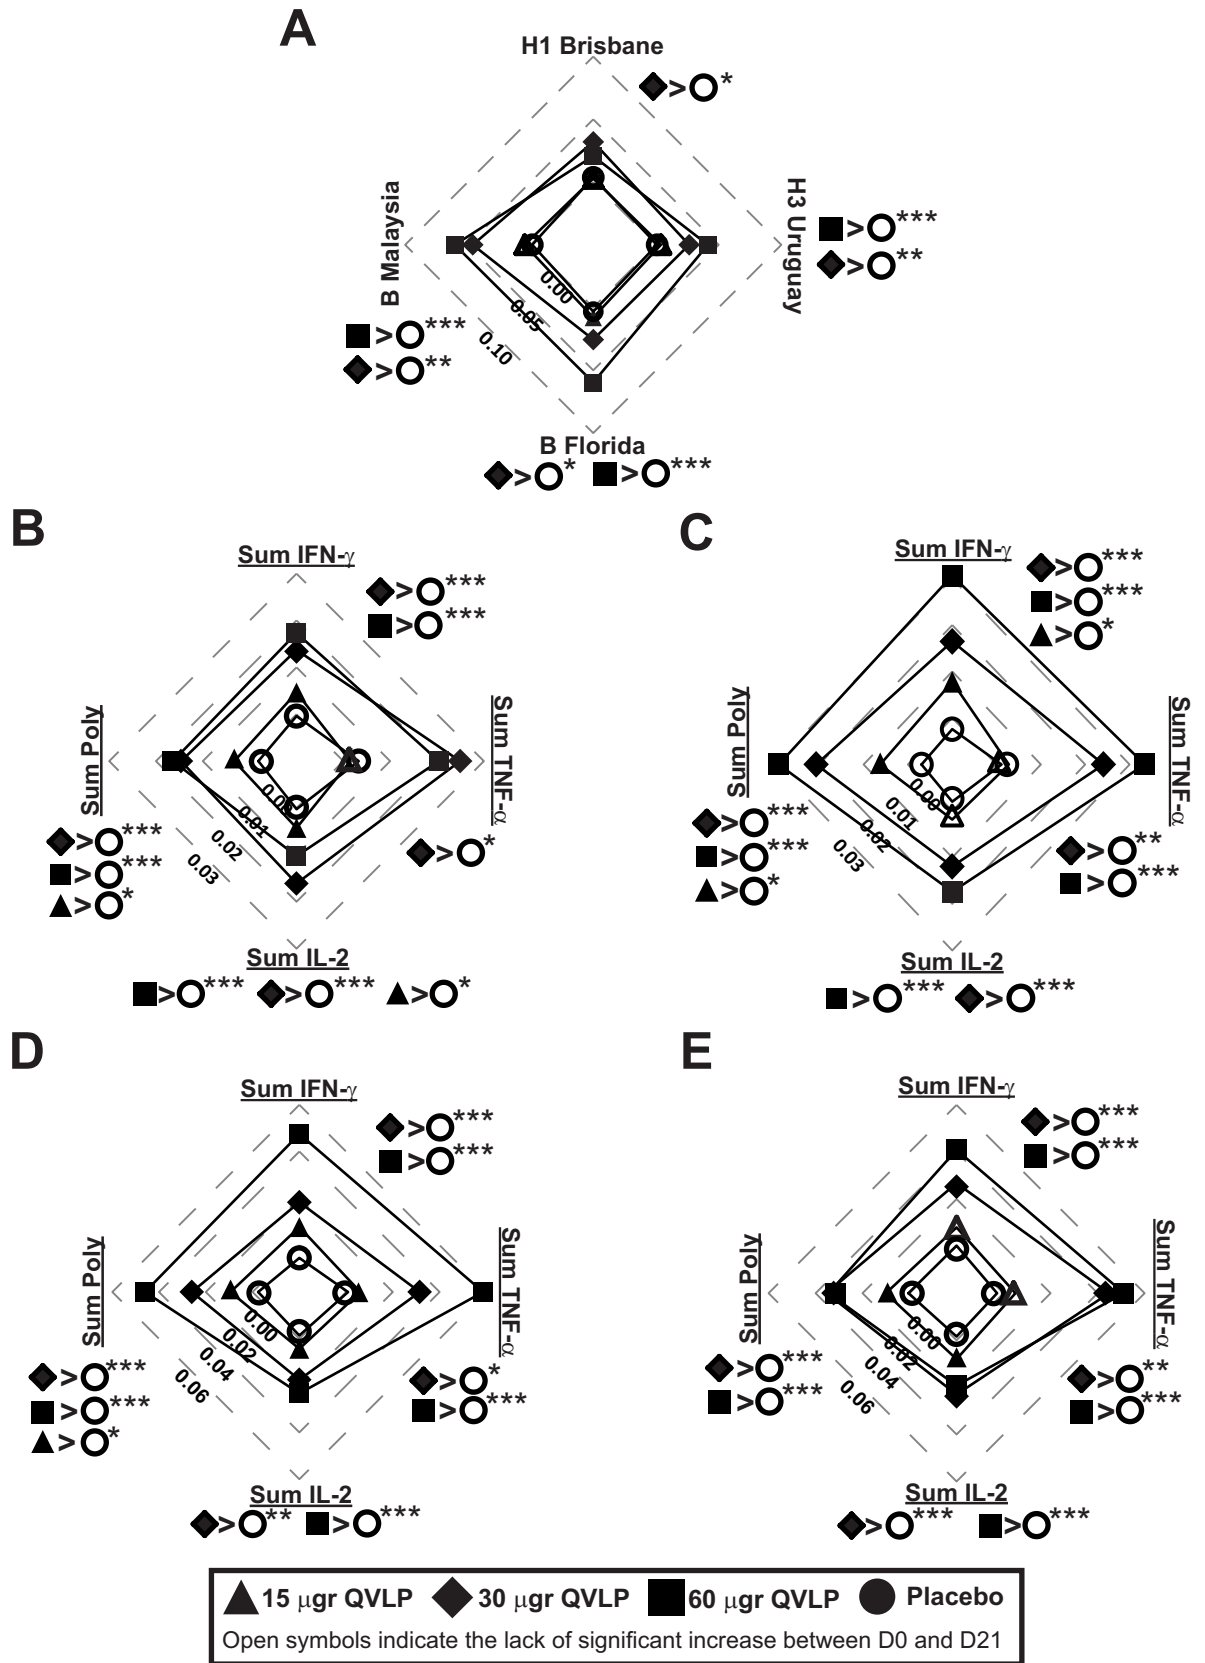 A
H1 Brisbane
> *
B Malaysia
H3 Uruguay
> ***
> **
0.00
0.05
0.10
> ***
> **
B Florida
> * > ***
B
Sum IFN-γ
> ***
> ***
Sum Poly
Sum TNF-α
0.00
0.01
0.02
0.03
> ***
> ***
> *
> *
Sum IL-2
> *** > *** > *
C
Sum IFN-γ
> ***
> ***
> *
Sum Poly
Sum TNF-α
0.00
0.01
0.02
0.03
> ***
> ***
> *
> **
> ***
Sum IL-2
> *** > ***
D
Sum IFN-γ
> ***
> ***
Sum Poly
Sum TNF-α
0.00
0.02
0.04
0.06
> ***
> ***
> *
> *
> ***
Sum IL-2
> ** > ***
E
Sum IFN-γ
> ***
> ***
Sum Poly
Sum TNF-α
0.00
0.02
0.04
0.06
> ***
> ***
> **
> ***
Sum IL-2
> *** > ***
15 µgr QVLP 30 µgr QVLP 60 µgr QVLP Placebo
Open symbols indicate the lack of significant increase between D0 and D21